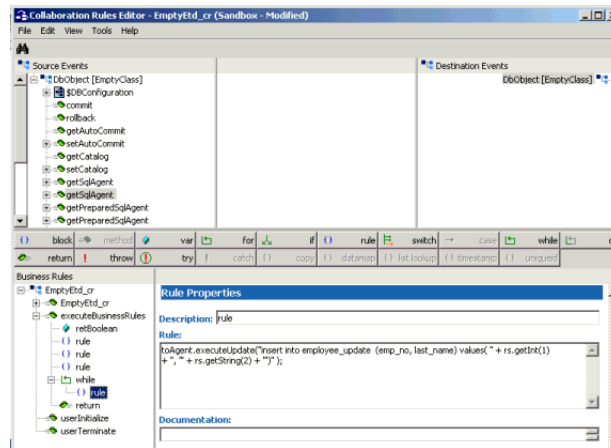 Collaboration Rules Editor - EmptyEtd_cr (Sandbox - Modified)
File Edit View Tools Help
Source Events
Destination Events
DbObject [EmptyClass]
DbObject [EmptyClass]
$DBConfiguration
commit
rollback
getAutoCommit
setAutoCommit
getCatalog
setCatalog
getSqlAgent
getSqlAgent
getPreparedSqlAgent
getPreparedSqlAgent
() block method var for if () rule switch → case while
return ! throw try ! catch () copy () datamap () list lookup () timestamp () uniqueid
Business Rules
EmptyEtd_cr
EmptyEtd_cr
executeBusinessRules
retBoolean
() rule
() rule
() rule
while
() rule
return
userInitialize
userTerminate
Rule Properties
Description: rule
Rule:
toAgent.executeUpdate("insert into employee_update (emp_no, last_name) values( " + rs.getInt(1)
+ ", '" + rs.getString(2) + "')" );
Documentation: